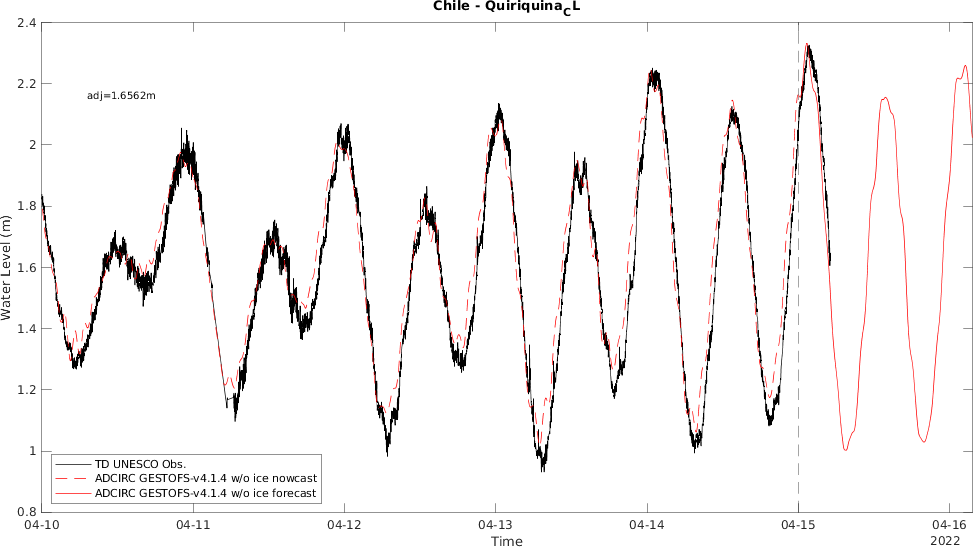 Chile - Quiriquina_CL
2.4
2.2
2
1.8
1.6
1.4
1.2
1
0.8
Water Level (m)
adj=1.6562m
TD UNESCO Obs.
ADCIRC GESTOFS-v4.1.4 w/o ice nowcast
ADCIRC GESTOFS-v4.1.4 w/o ice forecast
04-10 04-11 04-12 04-13 04-14 04-15 04-16
Time 2022